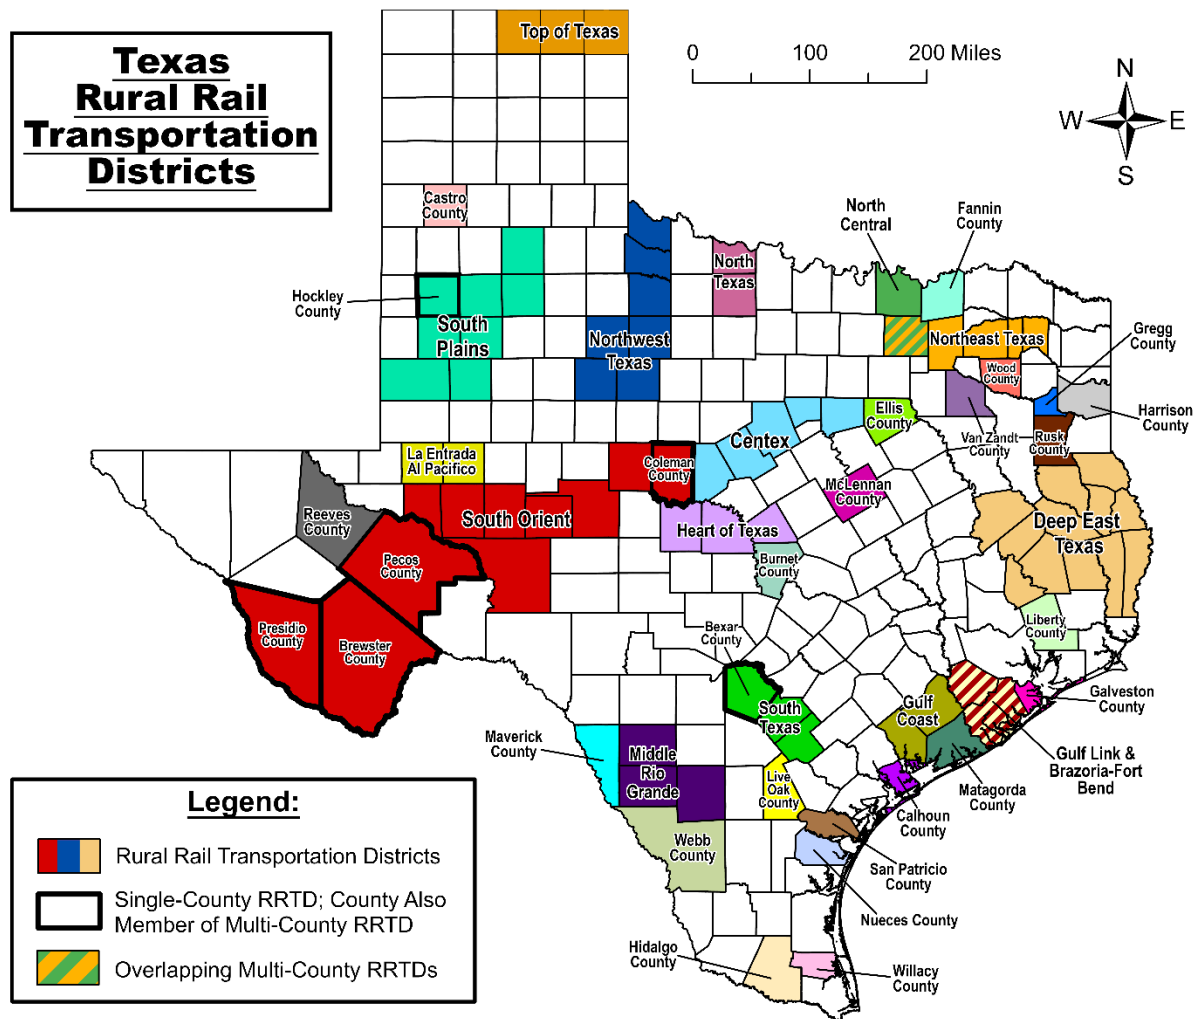 Texas
Rural Rail
Transportation
Districts
0
100
200 Miles
N
W
E
S
Top of Texas
Castro
County
North
Central
Fannin
County
North
Texas
Hockley
County
South
Plains
Northwest
Texas
Northeast Texas
Gregg
County
Wood
County
Harrison
County
Van Zandt
County
Rusk
County
Ellis
County
Centex
La Entrada
Al Pacifico
Coleman
County
McLennan
County
Reeves
County
South Orient
Heart of Texas
Deep East
Texas
Pecos
County
Burnet
County
Presidio
County
Brewster
County
Bexar
County
Liberty
County
South
Texas
Gulf
Coast
Galveston
County
Maverick
County
Middle
Rio
Grande
Live
Oak
County
Gulf Link &
Brazoria-Fort
Bend
Matagorda
County
Calhoun
County
Webb
County
San Patricio
County
Nueces County
Hidalgo
County
Willacy
County
Legend:
Rural Rail Transportation Districts
Single-County RRTD; County Also
Member of Multi-County RRTD
Overlapping Multi-County RRTDs